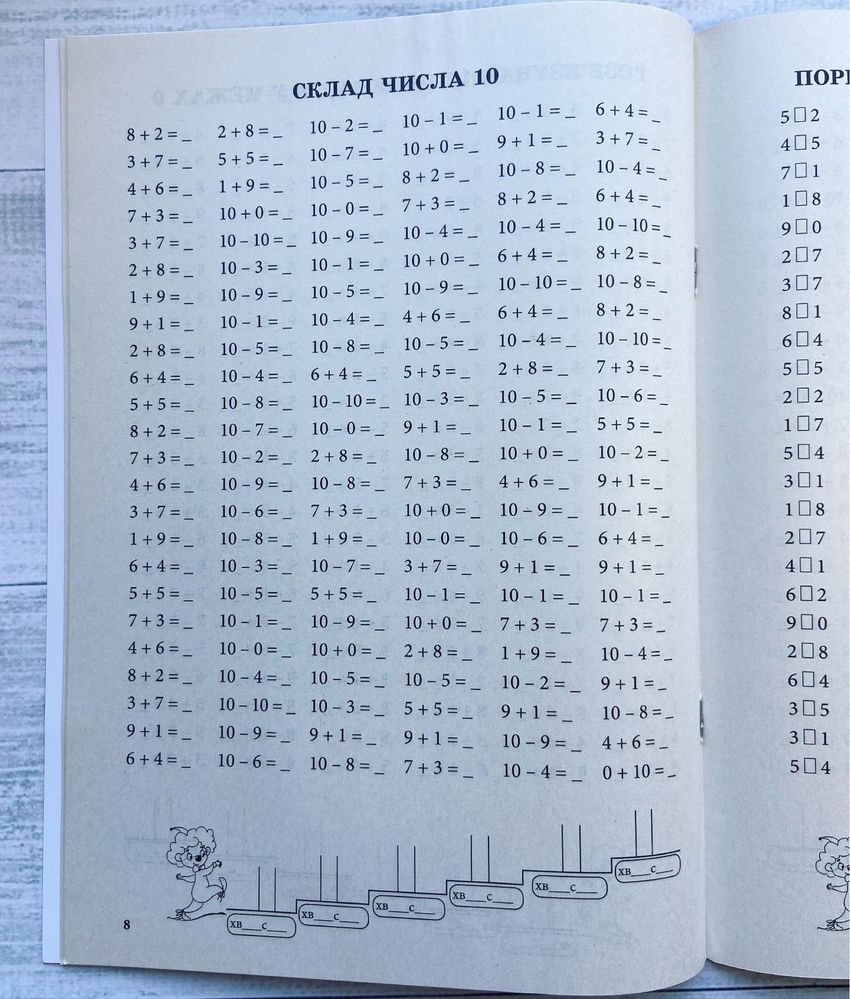 СКЛАД ЧИСЛА 10
8 + 2 = _ 2 + 8 = _ 10 – 2 = _ 10 – 1 = _ 10 – 1 = _ 6 + 4 = _
3 + 7 = _ 5 + 5 = _ 10 – 7 = _ 10 + 0 = _ 9 + 1 = _ 3 + 7 = _
4 + 6 = _ 1 + 9 = _ 10 – 5 = _ 8 + 2 = _ 10 – 8 = _ 10 – 4 = _
7 + 3 = _ 10 + 0 = _ 10 – 0 = _ 7 + 3 = _ 8 + 2 = _ 6 + 4 = _
3 + 7 = _ 10 – 10 = _ 10 – 9 = _ 10 – 4 = _ 10 – 4 = _ 10 – 10 = _
2 + 8 = _ 10 – 3 = _ 10 – 1 = _ 10 + 0 = _ 6 + 4 = _ 8 + 2 = _
1 + 9 = _ 10 – 9 = _ 10 – 5 = _ 10 – 9 = _ 10 – 10 = _ 10 – 8 = _
9 + 1 = _ 10 – 1 = _ 10 – 4 = _ 4 + 6 = _ 6 + 4 = _ 8 + 2 = _
2 + 8 = _ 10 – 5 = _ 10 – 8 = _ 10 – 5 = _ 10 – 4 = _ 10 – 10 = _
6 + 4 = _ 10 – 4 = _ 6 + 4 = _ 5 + 5 = _ 2 + 8 = _ 7 + 3 = _
5 + 5 = _ 10 – 8 = _ 10 – 10 = _ 10 – 3 = _ 10 – 5 = _ 10 – 6 = _
8 + 2 = _ 10 – 7 = _ 10 – 0 = _ 9 + 1 = _ 10 – 1 = _ 5 + 5 = _
7 + 3 = _ 10 – 2 = _ 2 + 8 = _ 10 – 8 = _ 10 + 0 = _ 10 – 2 = _
4 + 6 = _ 10 – 9 = _ 10 – 8 = _ 7 + 3 = _ 4 + 6 = _ 9 + 1 = _
3 + 7 = _ 10 – 6 = _ 7 + 3 = _ 10 + 0 = _ 10 – 9 = _ 10 – 1 = _
1 + 9 = _ 10 – 8 = _ 1 + 9 = _ 10 – 0 = _ 10 – 6 = _ 6 + 4 = _
6 + 4 = _ 10 – 3 = _ 10 – 7 = _ 3 + 7 = _ 9 + 1 = _ 9 + 1 = _
5 + 5 = _ 10 – 5 = _ 5 + 5 = _ 10 – 1 = _ 10 – 1 = _ 10 – 1 = _
7 + 3 = _ 10 – 1 = _ 10 – 9 = _ 10 + 0 = _ 7 + 3 = _ 7 + 3 = _
4 + 6 = _ 10 – 0 = _ 10 + 0 = _ 2 + 8 = _ 1 + 9 = _ 10 – 4 = _
8 + 2 = _ 10 – 4 = _ 10 – 5 = _ 10 – 5 = _ 10 – 2 = _ 9 + 1 = _
3 + 7 = _ 10 – 10 = _ 10 – 3 = _ 5 + 5 = _ 9 + 1 = _ 10 – 8 = _
9 + 1 = _ 10 – 9 = _ 9 + 1 = _ 9 + 1 = _ 10 – 9 = _ 4 + 6 = _
6 + 4 = _ 10 – 6 = _ 10 – 8 = _ 7 + 3 = _ 10 – 4 = _ 0 + 10 = _
хв___с___ хв___с___ хв___с___ хв___с___ хв___с___ хв___с___
8
5□2
4□5
7□1
1□8
9□0
2□7
3□7
8□1
6□4
5□5
2□2
1□7
5□4
3□1
1□8
2□7
4□1
6□2
9□0
2□8
6□4
3□5
3□1
5□4